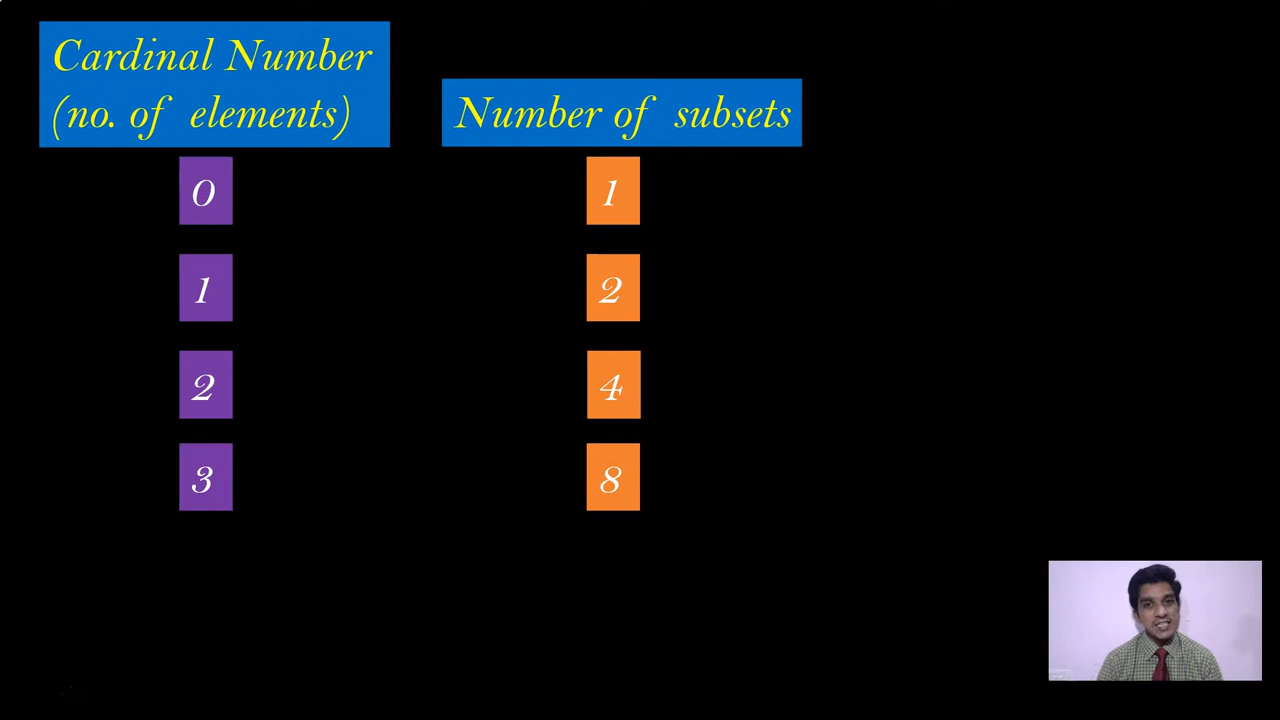 Cardinal Number
(no. of elements)
Number of subsets
0
1
1
2
2
4
3
8